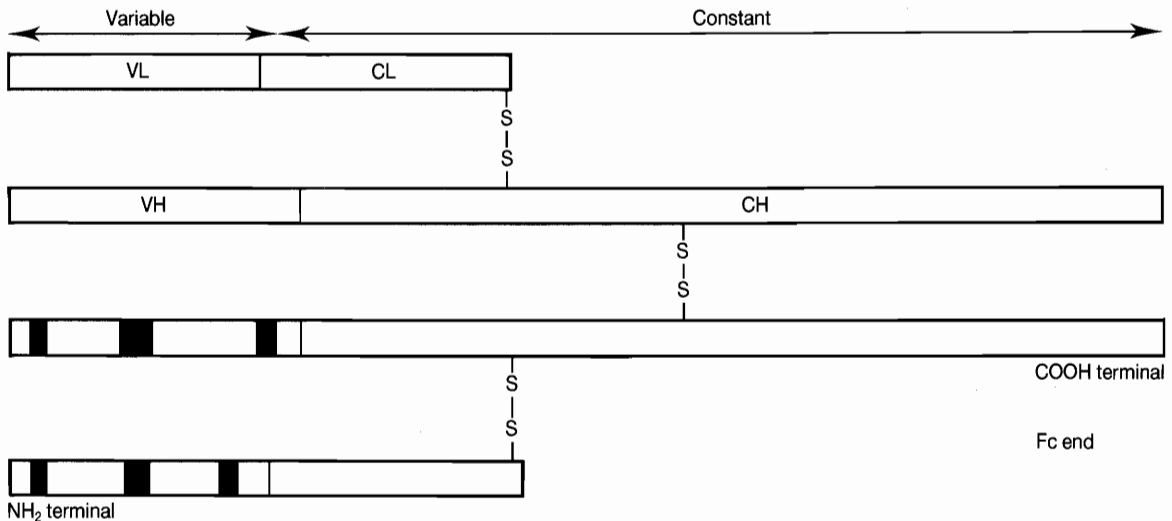 Variable Constant
VL CL
S
S
VH CH
S
S
COOH terminal
S
S
Fc end
NH₂ terminal